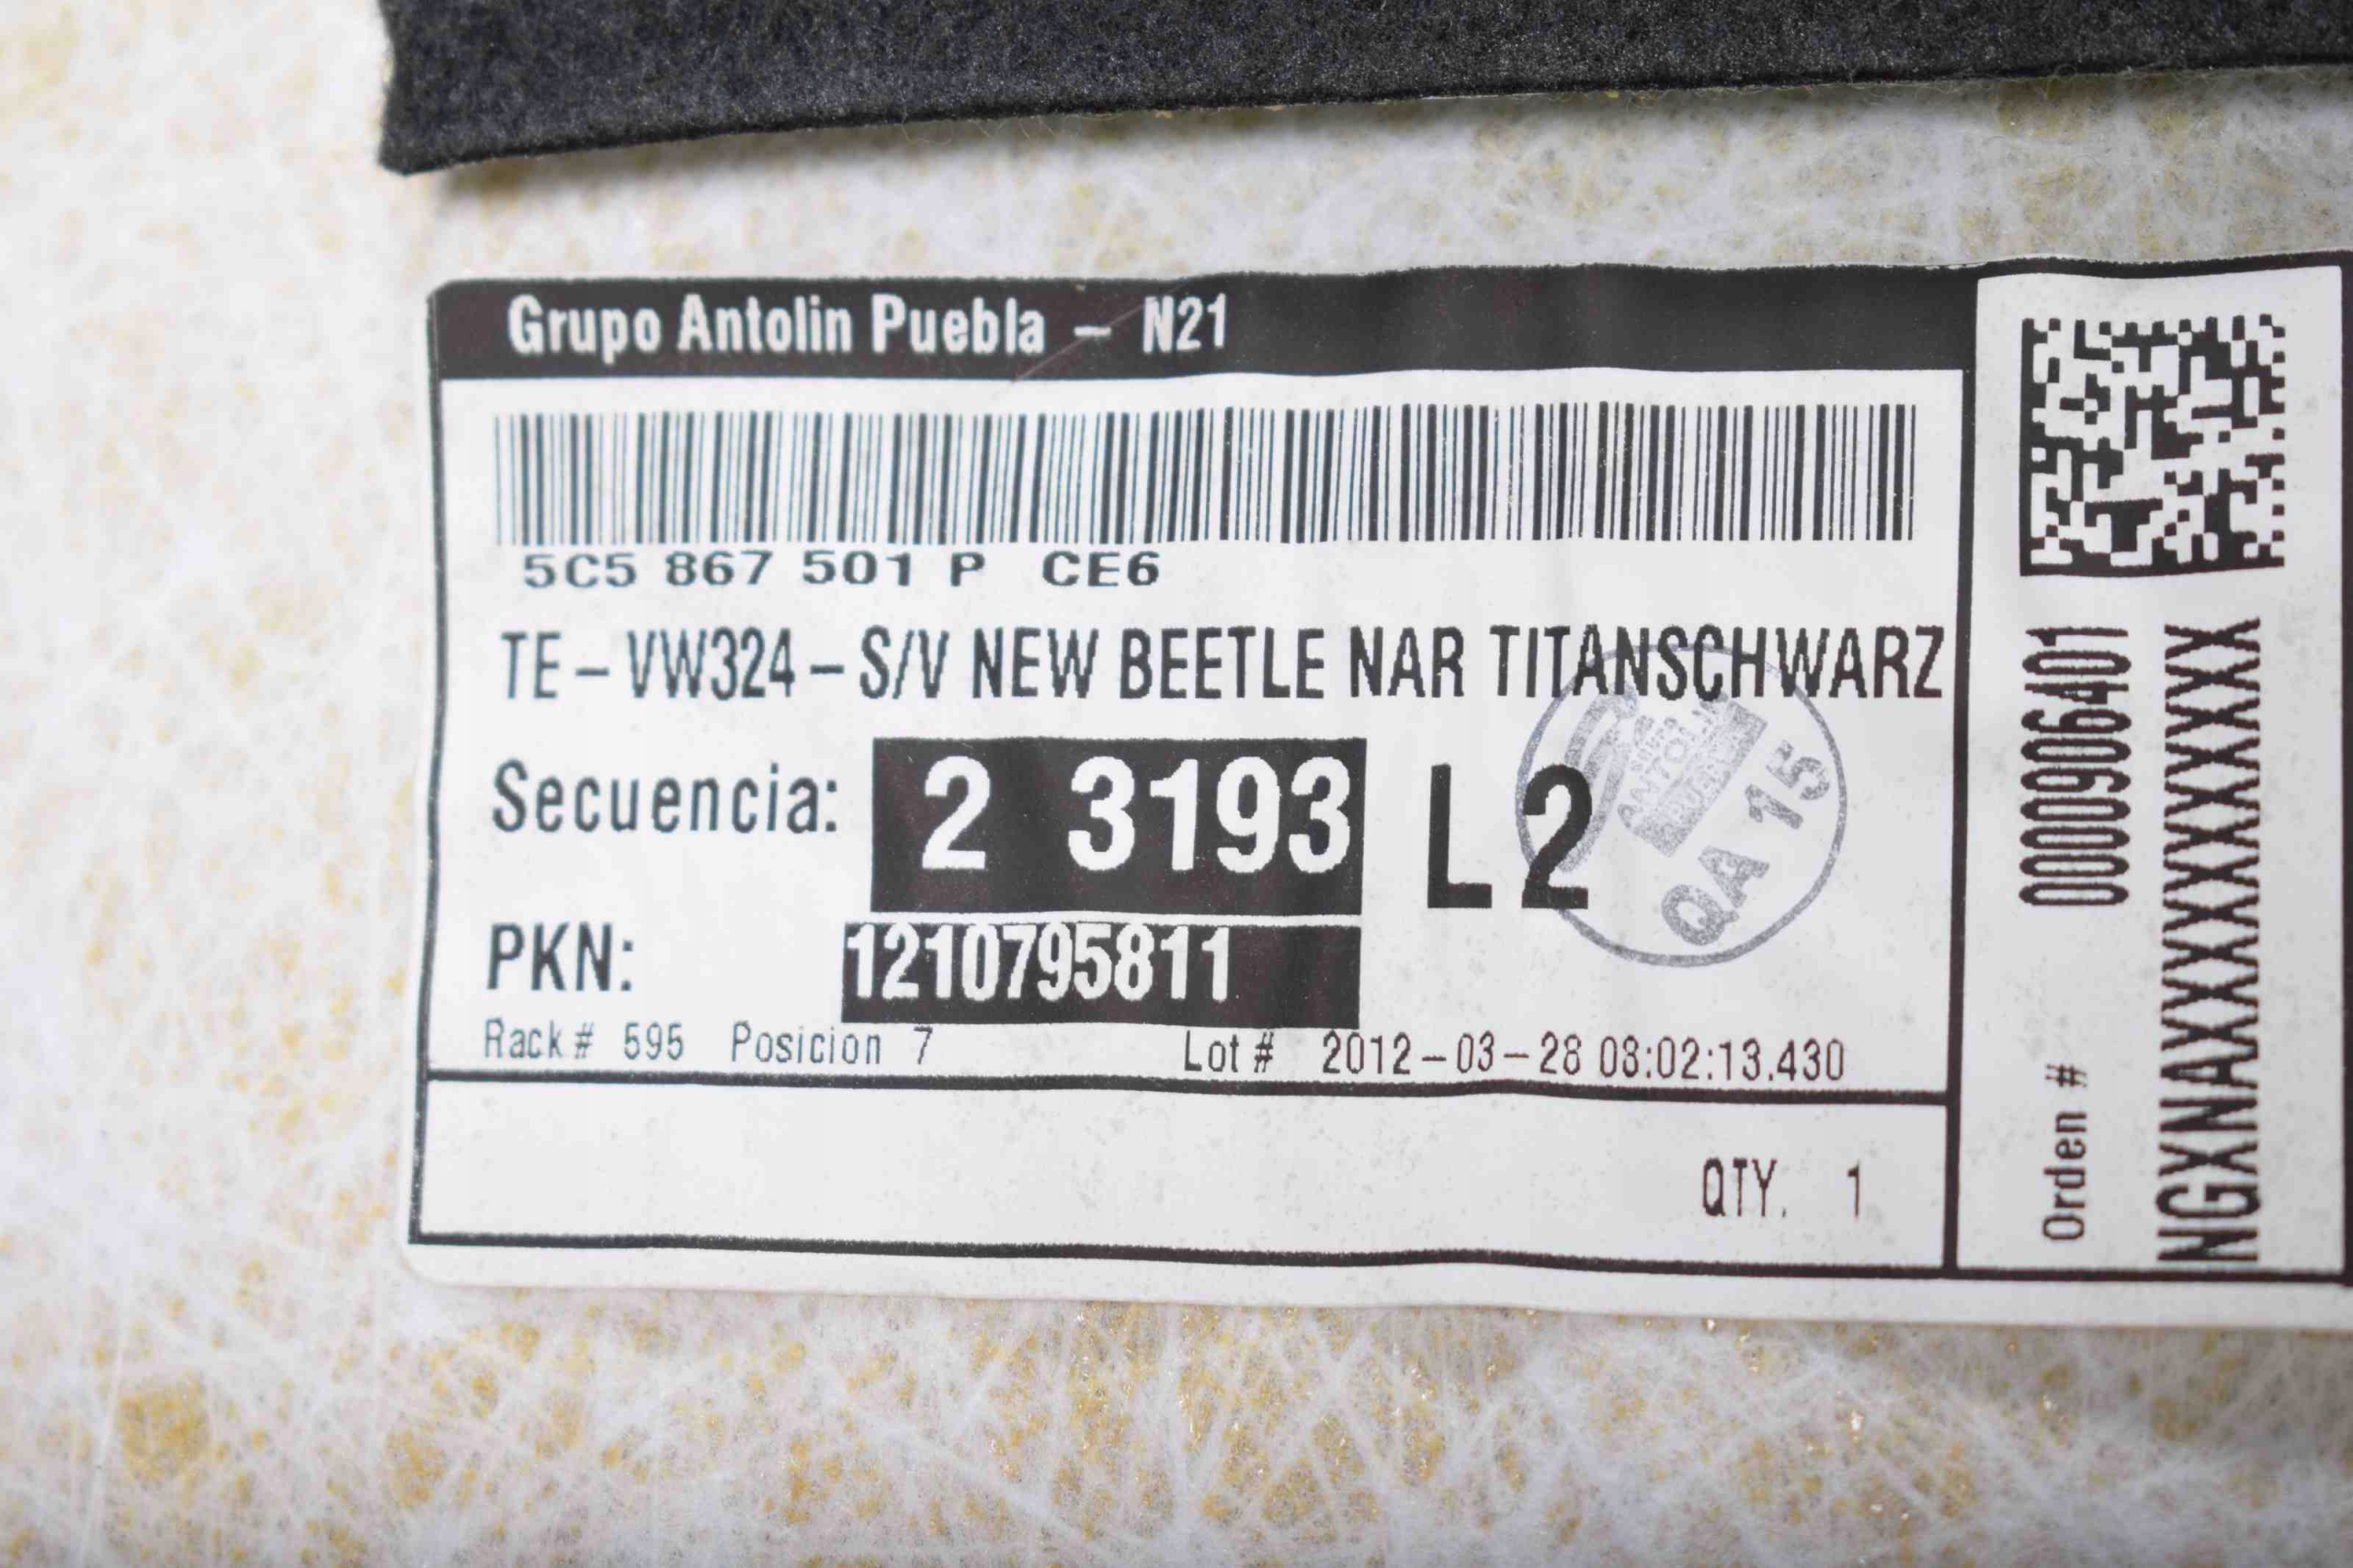 Grupo Antolin Puebla – N21
5C5 867 501 P CE6
TE – VW324 – S/V NEW BEETLE NAR TITANSCHWARZ
Secuencia: 2 3193 L2
PKN: 1210795811
Rack # 595 Posicion 7 Lot # 2012–03–28 08:02:13.430
QTY. 1
ANTOLIN
QA 15
Orden # 0000906401